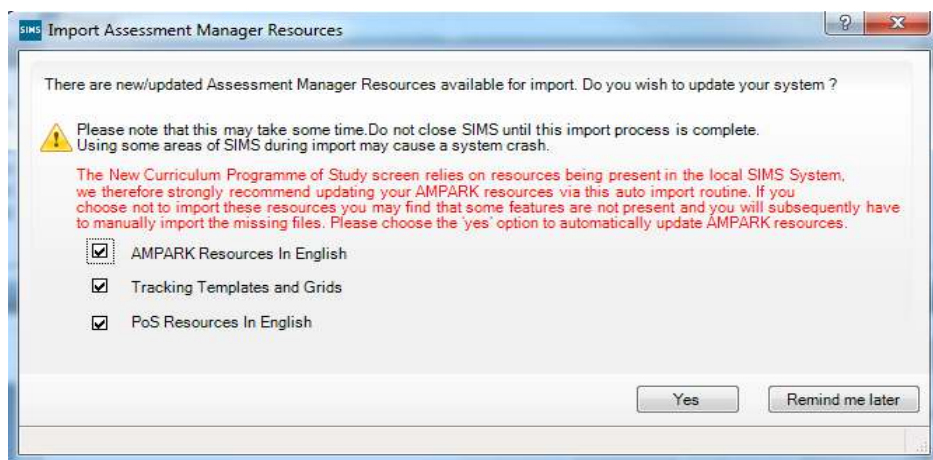 SIMS Import Assessment Manager Resources
? X
There are new/updated Assessment Manager Resources available for import. Do you wish to update your system ?
Please note that this may take some time.Do not close SIMS until this import process is complete.
Using some areas of SIMS during import may cause a system crash.
The New Curriculum Programme of Study screen relies on resources being present in the local SIMS System,
we therefore strongly recommend updating your AMPARK resources via this auto import routine. If you
choose not to import these resources you may find that some features are not present and you will subsequently have
to manually import the missing files. Please choose the 'yes' option to automatically update AMPARK resources.
AMPARK Resources In English
Tracking Templates and Grids
PoS Resources In English
Yes Remind me later